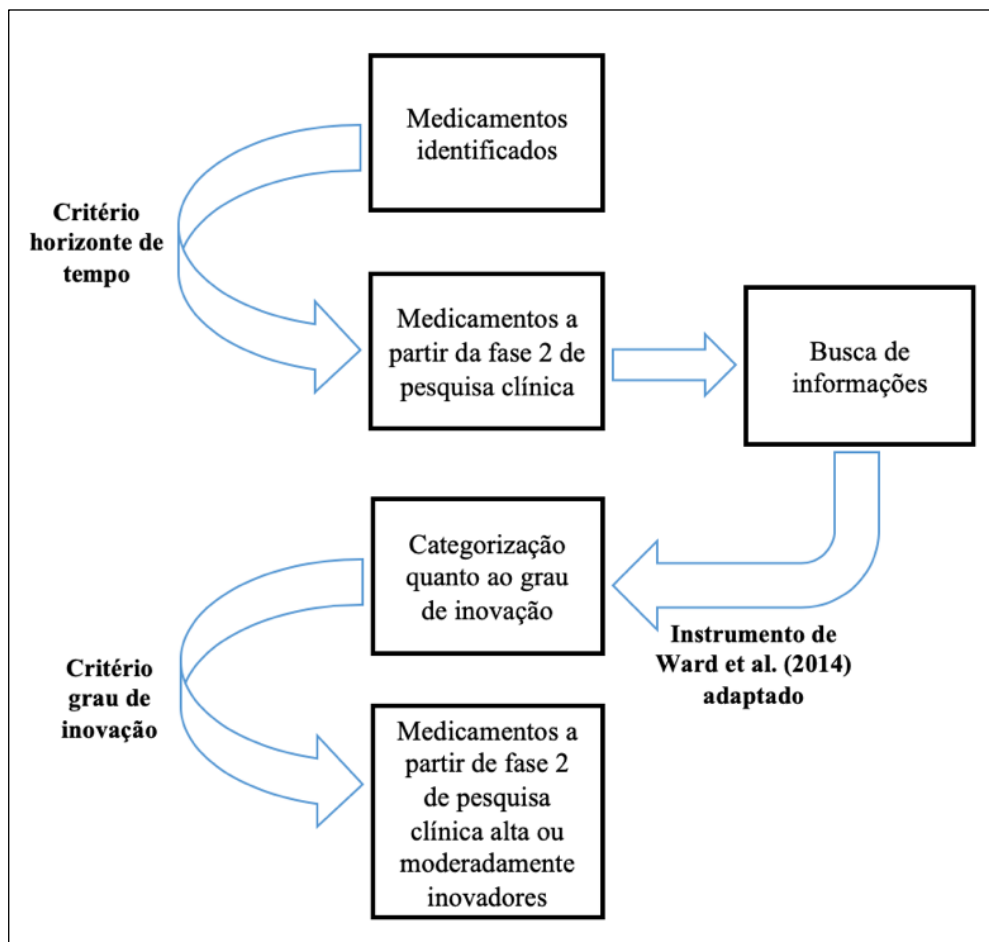 Medicamentos
identificados
Critério
horizonte de
tempo
Medicamentos a
partir da fase 2 de
pesquisa clínica
Busca de
informações
Categorização
quanto ao grau
de inovação
Instrumento de
Ward et al. (2014)
adaptado
Critério
grau de
inovação
Medicamentos a
partir de fase 2
de pesquisa
clínica alta ou
moderadamente
inovadores